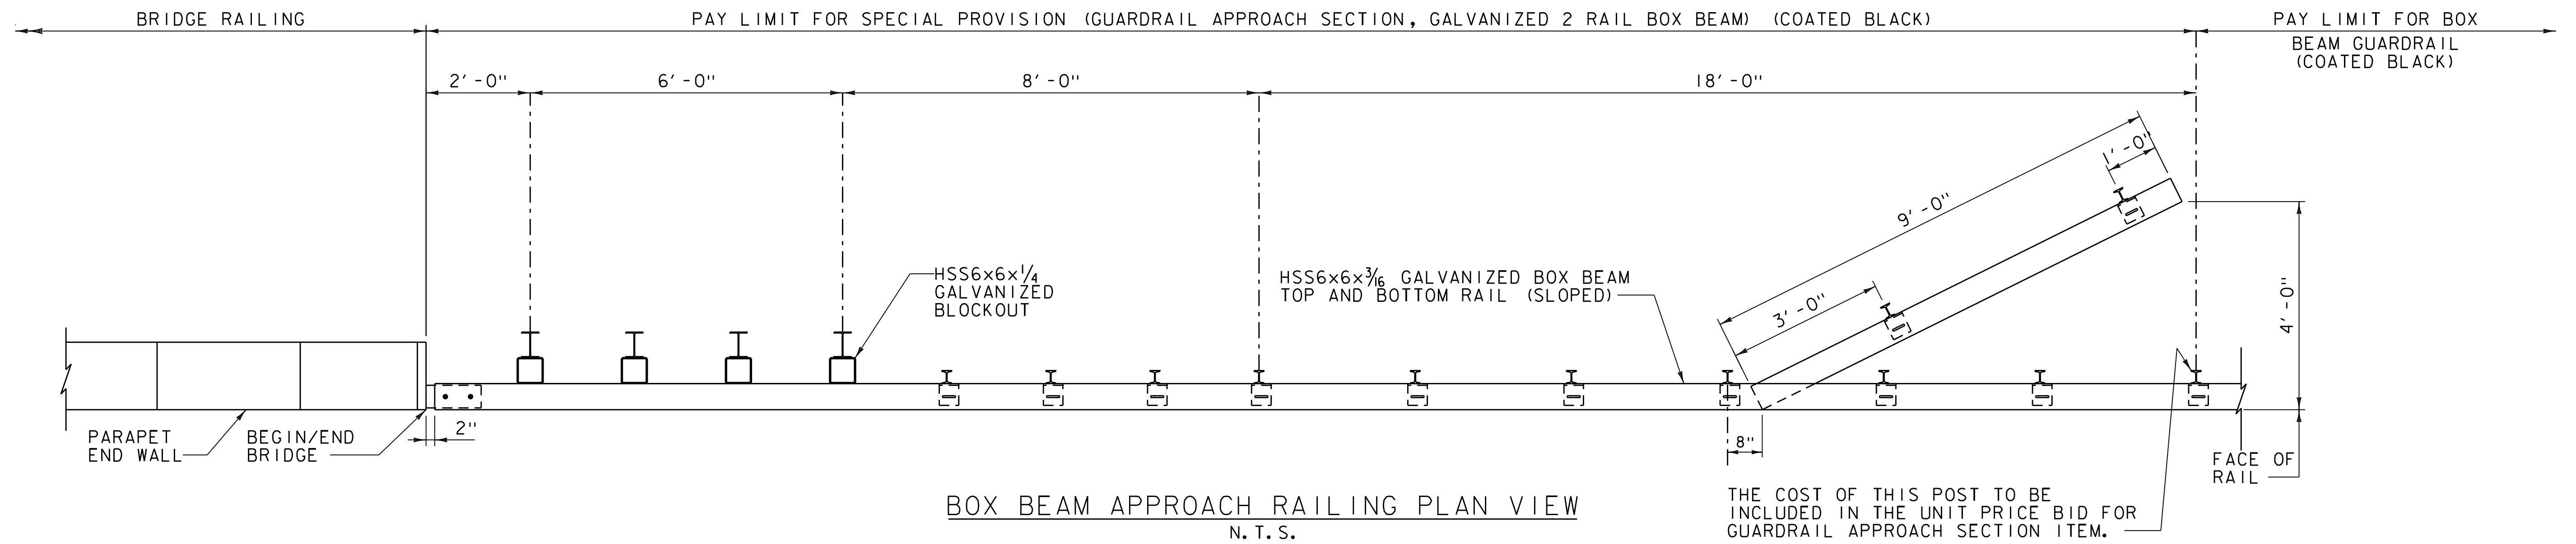 BRIDGE RAILING
PAY LIMIT FOR SPECIAL PROVISION (GUARDRAIL APPROACH SECTION, GALVANIZED 2 RAIL BOX BEAM) (COATED BLACK)
PAY LIMIT FOR BOX
BEAM GUARDRAIL
(COATED BLACK)
2'-0"
6'-0"
8'-0"
18'-0"
1'-0"
9'-0"
3'-0"
4'-0"
HSS6x6x1/4
GALVANIZED
BLOCKOUT
HSS6x6x3/16 GALVANIZED BOX BEAM
TOP AND BOTTOM RAIL (SLOPED)
PARAPET
END WALL
BEGIN/END
BRIDGE
2"
8"
FACE OF
RAIL
THE COST OF THIS POST TO BE
INCLUDED IN THE UNIT PRICE BID FOR
GUARDRAIL APPROACH SECTION ITEM.
BOX BEAM APPROACH RAILING PLAN VIEW
N.T.S.